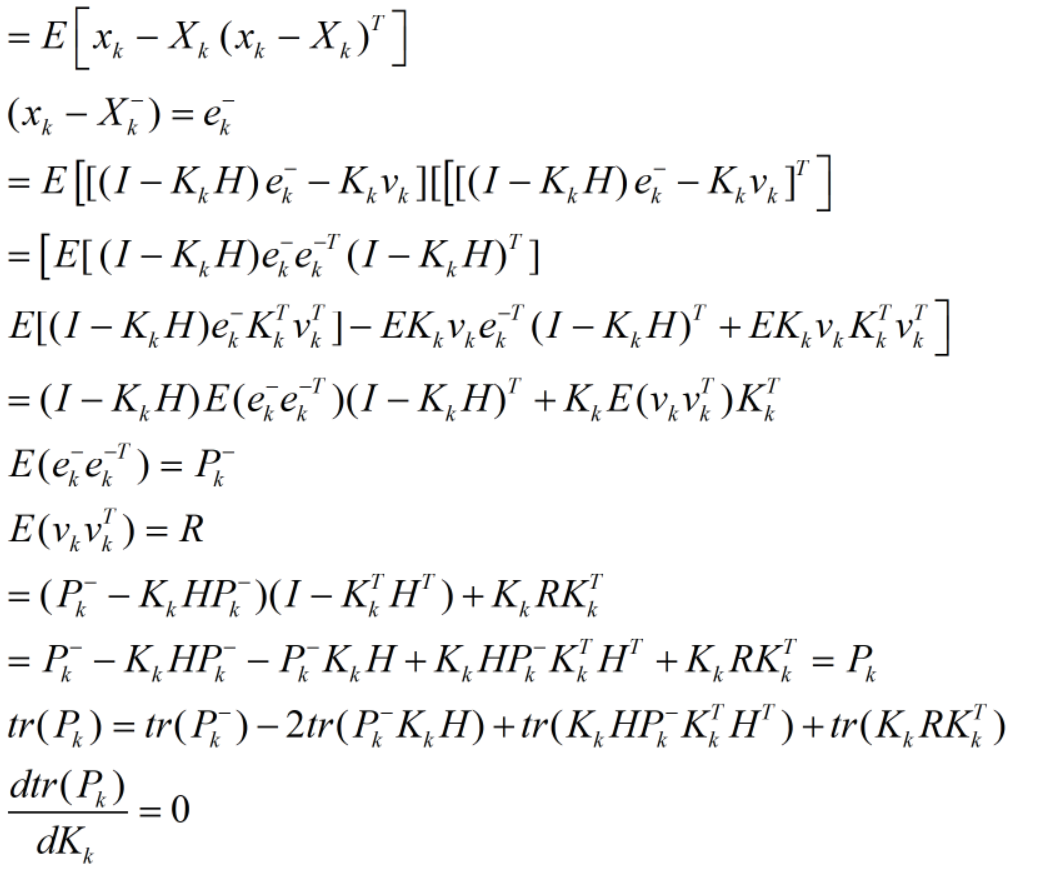 = E[x_k − X_k (x_k − X_k)^T]
(x_k − X_k^−) = e_k^−
= E[[(I − K_k H) e_k^− − K_k v_k][[[(I − K_k H) e_k^− − K_k v_k]^T]
= [E[(I − K_k H)e_k^− e_k^{−T} (I − K_k H)^T]
E[(I − K_k H)e_k^− K_k^T v_k^T] − EK_k v_k e_k^{−T} (I − K_k H)^T + EK_k v_k K_k^T v_k^T]
= (I − K_k H)E(e_k^− e_k^{−T})(I − K_k H)^T + K_k E(v_k v_k^T)K_k^T
E(e_k^− e_k^{−T}) = P_k^−
E(v_k v_k^T) = R
= (P_k^− − K_k HP_k^−)(I − K_k^T H^T) + K_k RK_k^T
= P_k^− − K_k HP_k^− − P_k^− K_k H + K_k HP_k^− K_k^T H^T + K_k RK_k^T = P_k
tr(P_k) = tr(P_k^−) − 2tr(P_k^− K_k H) + tr(K_k HP_k^− K_k^T H^T) + tr(K_k RK_k^T)
dtr(P_k)
= 0
dK_k